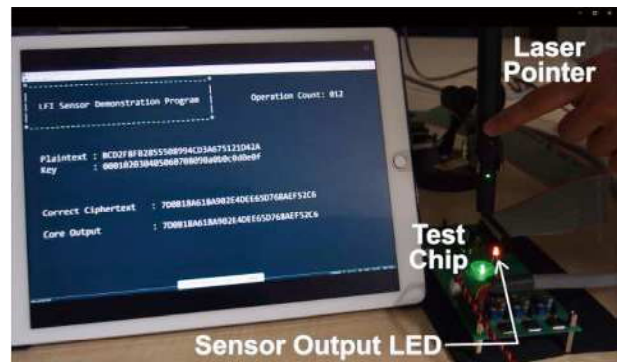 LFI Sensor Demonstration Program
Operation Count: 012
Plaintext : BCD2F8FB2855508994CD3A675121D42A
Key : 000102030405060708090a0b0c0d0e0f
Correct Ciphertext : 7D0B18A618A902E4DEE65D768AEF52C6
Core Output : 7D0B18A618A902E4DEE65D768AEF52C6
Laser
Pointer
Test
Chip
Sensor Output LED